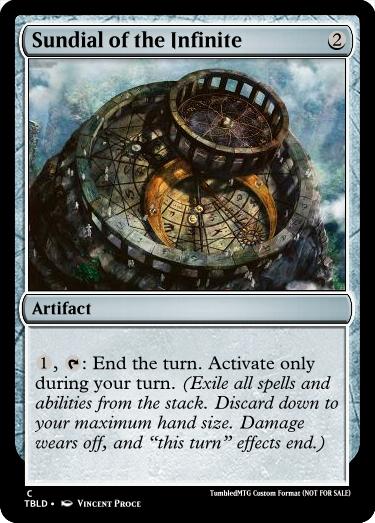 Sundial of the Infinite 2
Artifact
1, T: End the turn. Activate only
during your turn. (Exile all spells and
abilities from the stack. Discard down to
your maximum hand size. Damage
wears off, and “this turn” effects end.)
C
TBLD • Vincent Proce
TumbledMTG Custom Format (NOT FOR SALE)